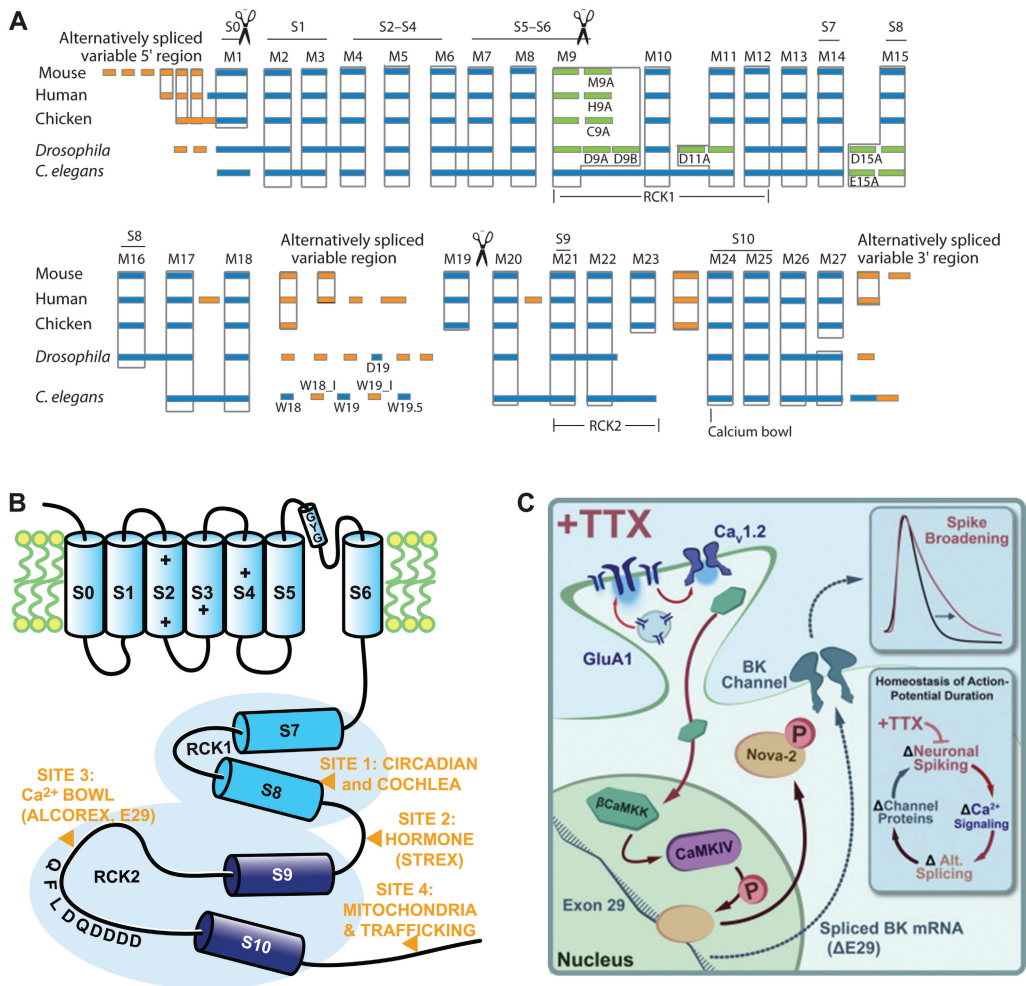 A
Alternatively spliced
variable 5' region
S0 S1 S2–S4 S5–S6 S7 S8
M1 M2 M3 M4 M5 M6 M7 M8 M9 M10 M11 M12 M13 M14 M15
Mouse
M9A
Human
H9A
Chicken
C9A
Drosophila
D9A D9B D11A D15A
C. elegans
E15A
RCK1
S8 S9 S10
Alternatively spliced
variable region
Alternatively spliced
variable 3' region
M16 M17 M18 M19 M20 M21 M22 M23 M24 M25 M26 M27
Mouse
Human
Chicken
Drosophila
D19
C. elegans
W18_I W19_I
W18 W19 W19.5
RCK2
Calcium bowl
B
GYG
S0 S1 S2 S3 S4 S5 S6
+ + + + +
S7
RCK1
S8
SITE 1: CIRCADIAN
and COCHLEA
SITE 3:
Ca²⁺ BOWL
(ALCOREX, E29)
SITE 2:
HORMONE
(STREX)
RCK2
S9
QFLDQDDDD
S10
SITE 4:
MITOCHONDRIA
& TRAFFICKING
C
+TTX
Caᵥ1.2
GluA1
BK
Channel
Spike
Broadening
P
Nova-2
βCaMKK
CaMKIV
P
Exon 29
Nucleus
Spliced BK mRNA
(ΔE29)
Homeostasis of Action-
Potential Duration
+TTX
ΔNeuronal
Spiking
ΔCa²⁺
Signaling
Δ Alt.
Splicing
ΔChannel
Proteins